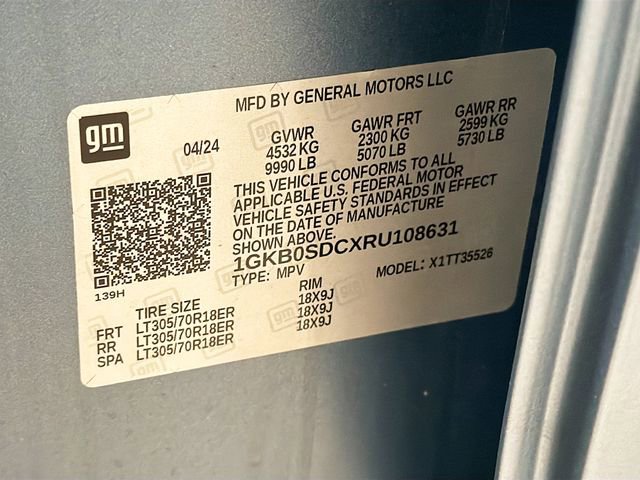 MFD BY GENERAL MOTORS LLC
gm
04/24
GVWR GAWR FRT GAWR RR
4532 KG 2300 KG 2599 KG
9990 LB 5070 LB 5730 LB
THIS VEHICLE CONFORMS TO ALL
APPLICABLE U.S. FEDERAL MOTOR
VEHICLE SAFETY STANDARDS IN EFFECT
ON THE DATE OF MANUFACTURE
SHOWN ABOVE.
1GKB0SDCXRU108631
TYPE: MPV MODEL: X1TT35526
139H
TIRE SIZE RIM
FRT LT305/70R18ER 18X9J
RR LT305/70R18ER 18X9J
SPA LT305/70R18ER 18X9J